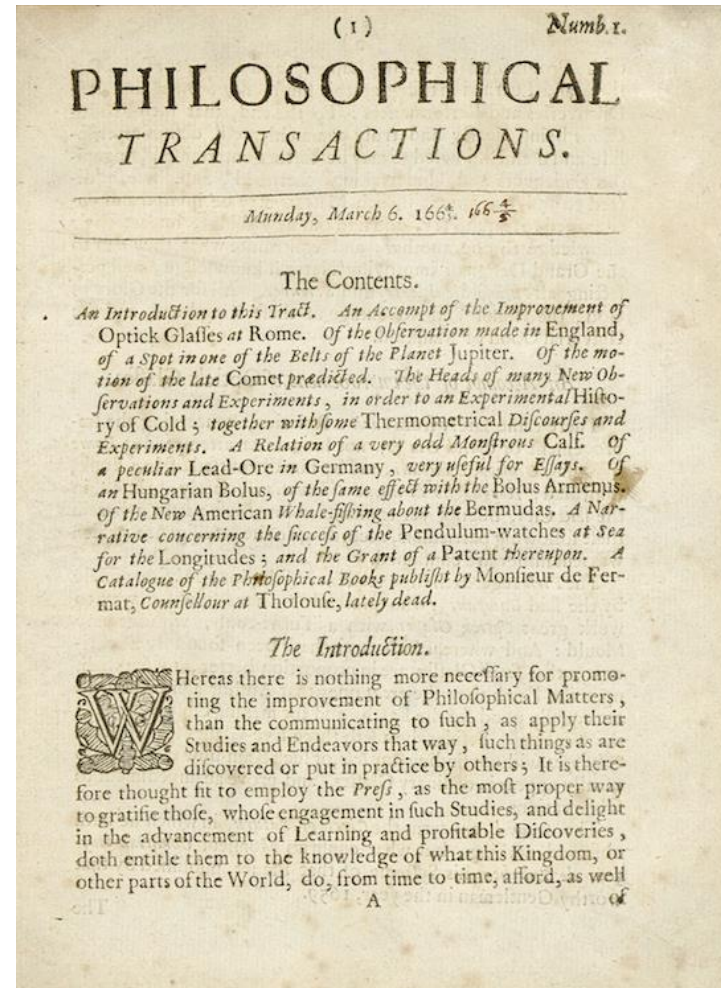 (1) Numb. 1.
PHILOSOPHICAL
TRANSACTIONS.
Munday, March 6. 166⁴⁄₅. 166 4/5
The Contents.
An Introduction to this Tract. An Accompt of the Improvement of
Optick Glaſſes at Rome. Of the Obſervation made in England,
of a Spot in one of the Belts of the Planet Jupiter. Of the mo-
tion of the late Comet prædicted. The Heads of many New Ob-
ſervations and Experiments, in order to an Experimental Hiſto-
ry of Cold; together with ſome Thermometrical Diſcourſes and
Experiments. A Relation of a very odd Monſtrous Calf. Of
a peculiar Lead-Ore in Germany, very uſeful for Eſſays. Of
an Hungarian Bolus, of the ſame effect with the Bolus Armenus.
Of the New American Whale-fiſhing about the Bermudas. A Nar-
rative concerning the ſucceſs of the Pendulum-watches at Sea
for the Longitudes; and the Grant of a Patent thereupon. A
Catalogue of the Philoſophical Books publiſht by Monſieur de Fer-
mat, Counſellour at Tholouſe, lately dead.
The Introduction.
WHereas there is nothing more neceſſary for promo-
ting the improvement of Philoſophical Matters,
than the communicating to ſuch, as apply their
Studies and Endeavors that way, ſuch things as are
diſcovered or put in practice by others; It is there-
fore thought fit to employ the Preſs, as the moſt proper way
to gratifie thoſe, whoſe engagement in ſuch Studies, and delight
in the advancement of Learning and profitable Diſcoveries,
doth entitle them to the knowledge of what this Kingdom, or
other parts of the World, do, from time to time, afford, as well
A of